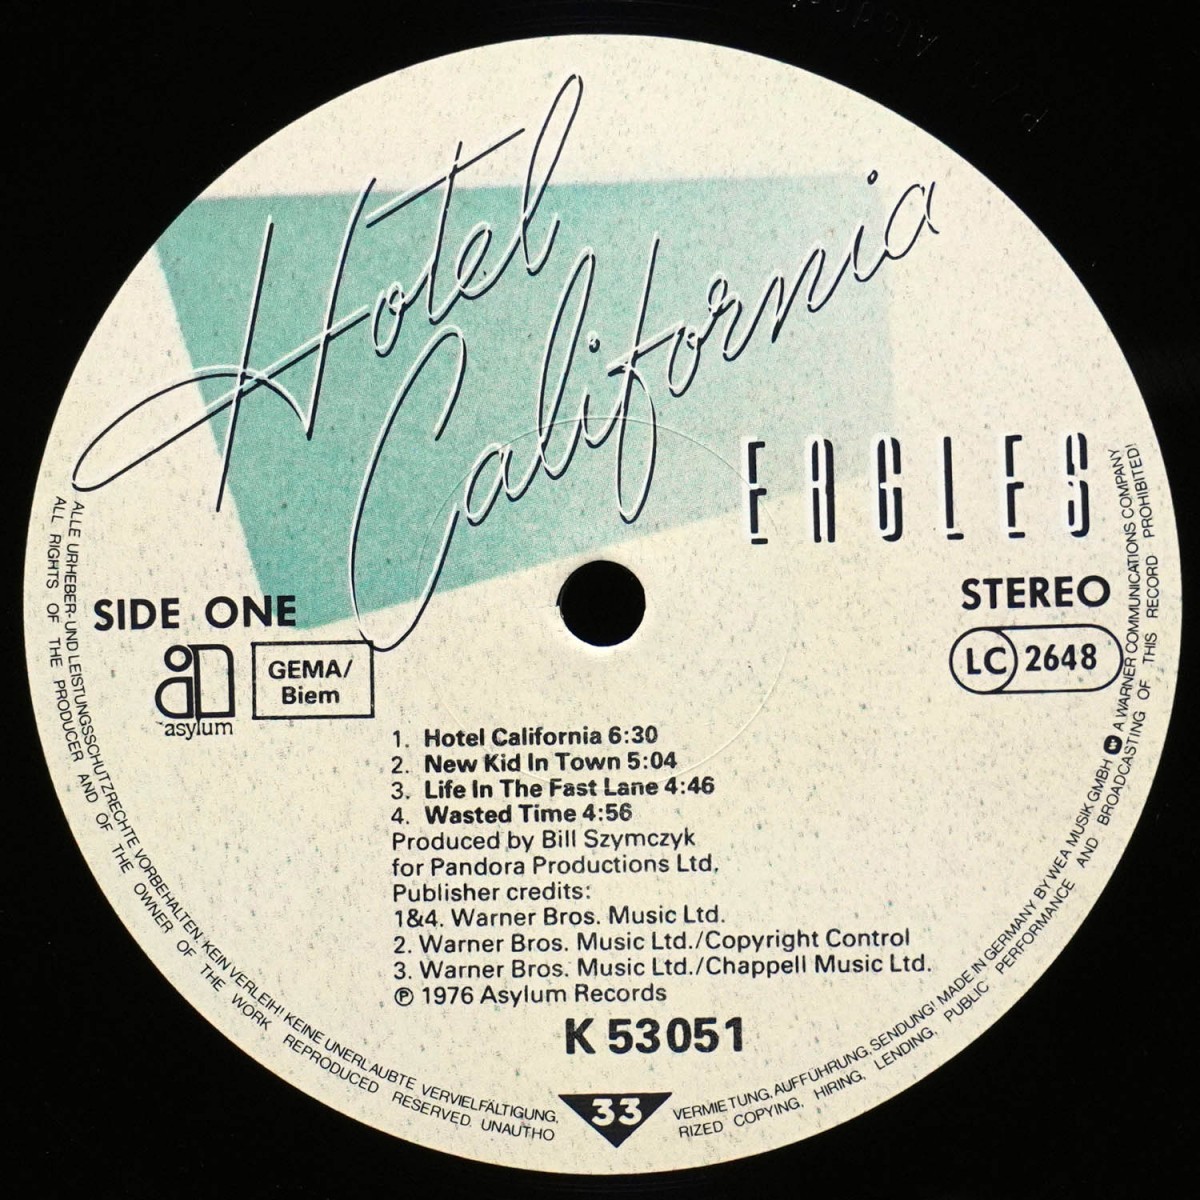 Hotel
California
EAGLES
SIDE ONE
STEREO
asylum
GEMA/
Biem
LC 2648
1. Hotel California 6:30
2. New Kid In Town 5:04
3. Life In The Fast Lane 4:46
4. Wasted Time 4:56
Produced by Bill Szymczyk
for Pandora Productions Ltd.
Publisher credits:
1&4. Warner Bros. Music Ltd.
2. Warner Bros. Music Ltd./Copyright Control
3. Warner Bros. Music Ltd./Chappell Music Ltd.
℗ 1976 Asylum Records
K 53051
33
ALLE URHEBER- UND LEISTUNGSSCHUTZRECHTE VORBEHALTEN. KEIN VERLEIH! KEINE UNERLAUBTE VERVIELFÄLTIGUNG, VERMIETUNG, AUFFÜHRUNG, SENDUNG! MADE IN GERMANY BY WEA MUSIK GMBH A WARNER COMMUNICATIONS COMPANY
ALL RIGHTS OF THE PRODUCER AND OF THE OWNER OF THE WORK REPRODUCED RESERVED. UNAUTHORIZED COPYING, HIRING, LENDING, PUBLIC PERFORMANCE AND BROADCASTING OF THIS RECORD PROHIBITED!